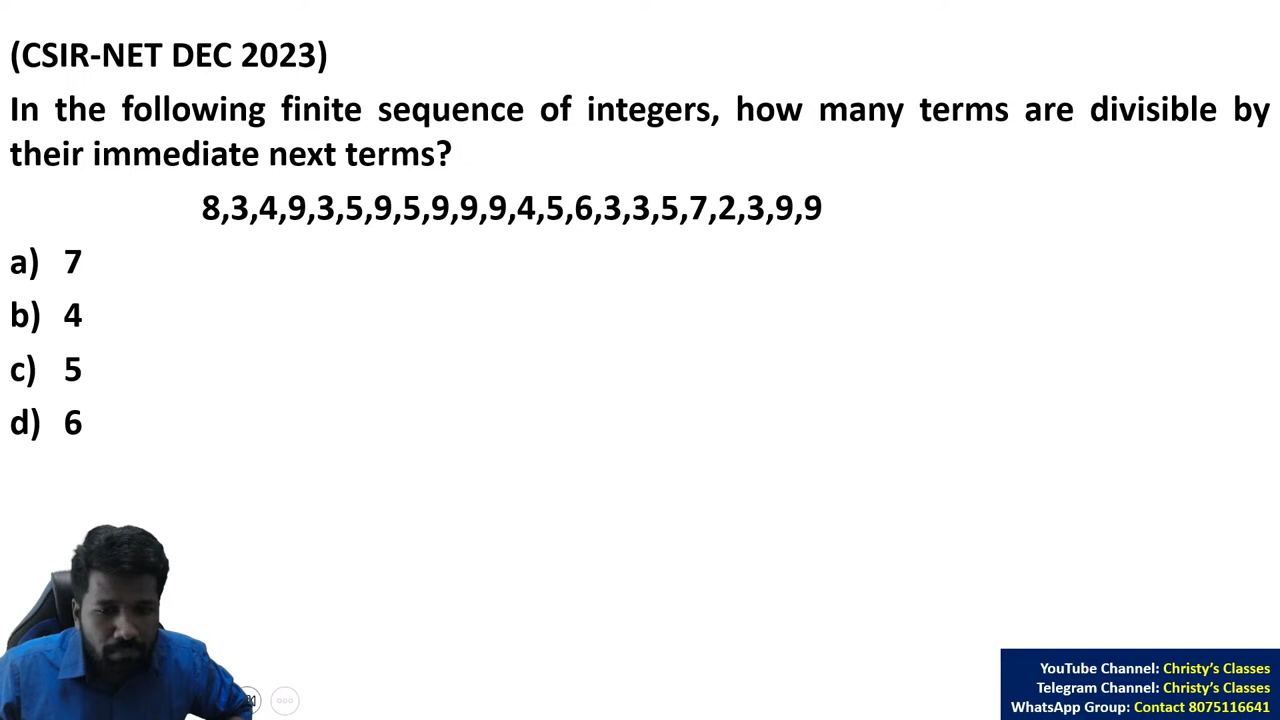 (CSIR-NET DEC 2023)
In the following finite sequence of integers, how many terms are divisible by
their immediate next terms?
8,3,4,9,3,5,9,5,9,9,9,4,5,6,3,3,5,7,2,3,9,9
a) 7
b) 4
c) 5
d) 6
YouTube Channel: Christy's Classes
Telegram Channel: Christy's Classes
WhatsApp Group: Contact 8075116641